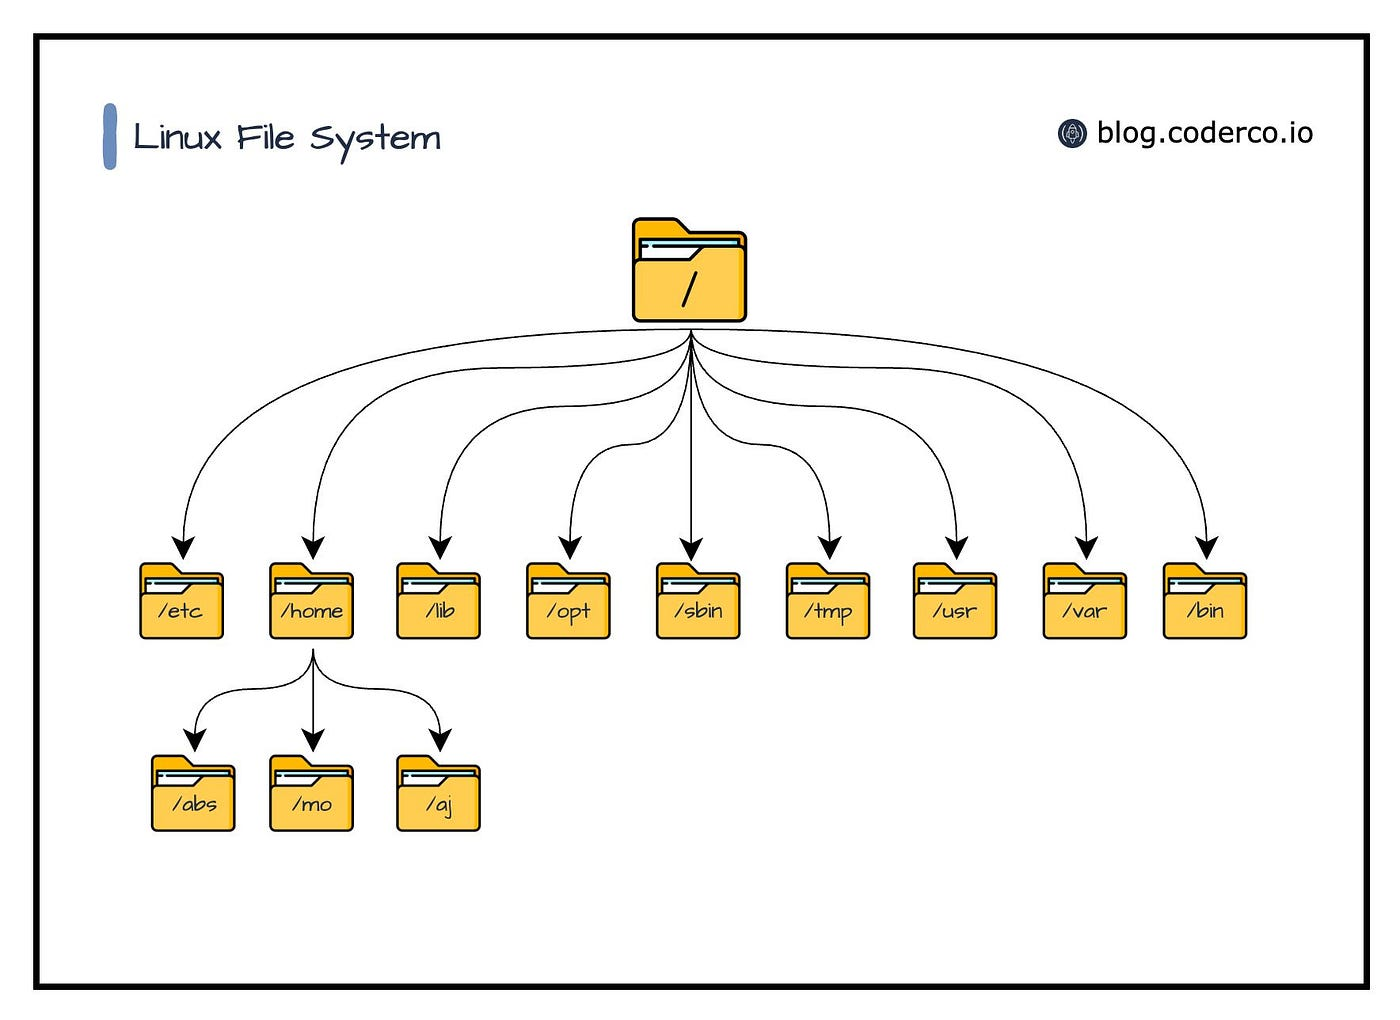 Linux File System
blog.coderco.io
/
/etc
/home
/lib
/opt
/sbin
/tmp
/usr
/var
/bin
/abs
/mo
/aj